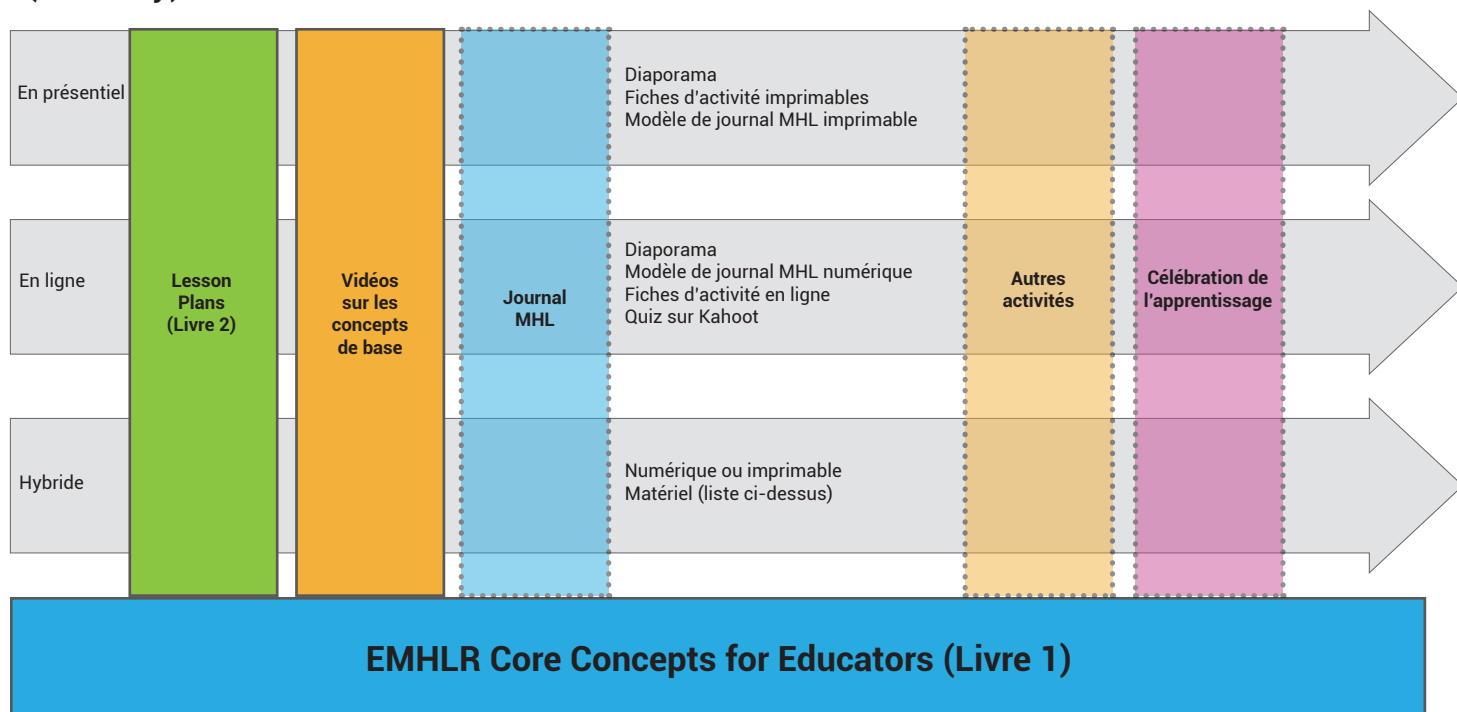 En présentiel
Diaporama
Fiches d'activité imprimables
Modèle de journal MHL imprimable
En ligne
Lesson
Plans
(Livre 2)
Vidéos
sur les
concepts
de base
Journal
MHL
Diaporama
Modèle de journal MHL numérique
Fiches d'activité en ligne
Quiz sur Kahoot
Autres
activités
Célébration de
l'apprentissage
Hybride
Numérique ou imprimable
Matériel (liste ci-dessus)
EMHLR Core Concepts for Educators (Livre 1)